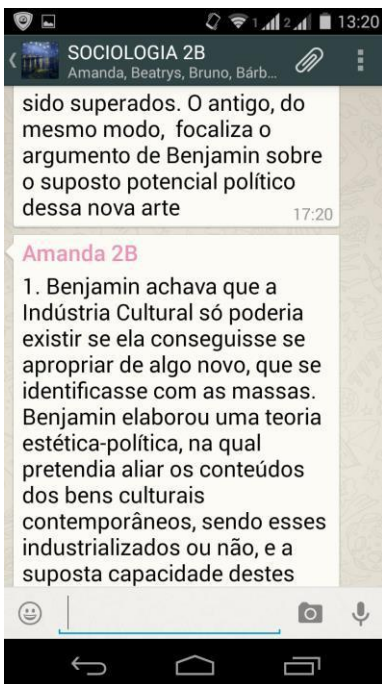 1 2 13:20
SOCIOLOGIA 2B
Amanda, Beatrys, Bruno, Bárb...
sido superados. O antigo, do
mesmo modo, focaliza o
argumento de Benjamin sobre
o suposto potencial político
dessa nova arte
17:20
Amanda 2B
1. Benjamin achava que a
Indústria Cultural só poderia
existir se ela conseguisse se
apropriar de algo novo, que se
identificasse com as massas.
Benjamin elaborou uma teoria
estética-política, na qual
pretendia aliar os conteúdos
dos bens culturais
contemporâneos, sendo esses
industrializados ou não, e a
suposta capacidade destes